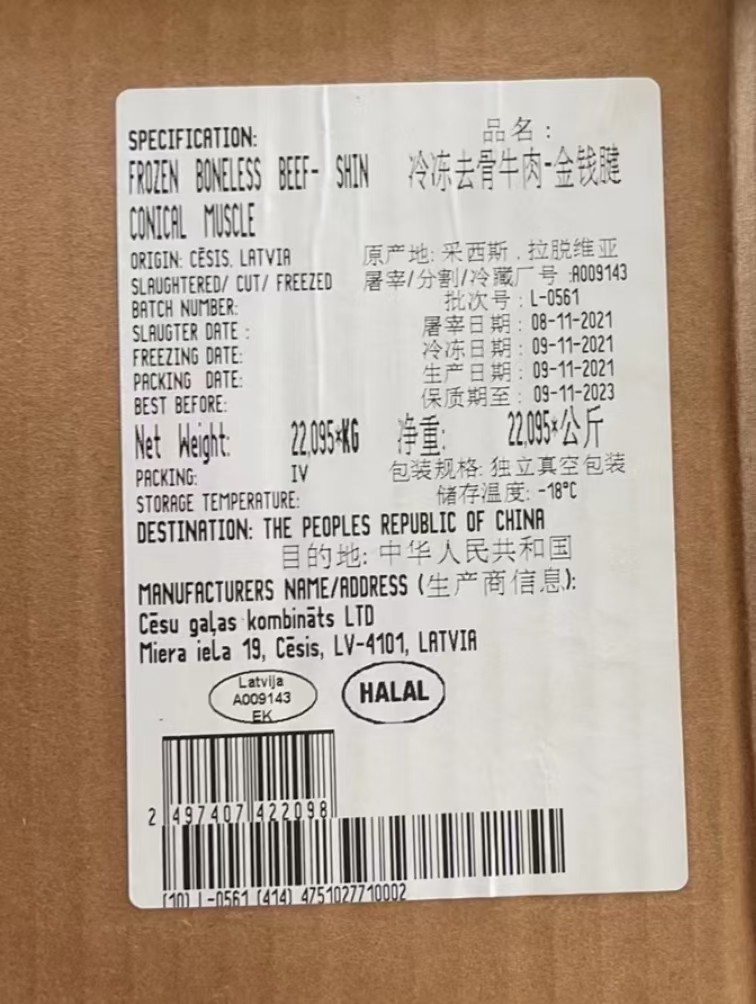 SPECIFICATION: 品名:
FROZEN BONELESS BEEF- SHIN 冷冻去骨牛肉-金钱腱
CONICAL MUSCLE
ORIGIN: CĒSIS, LATVIA 原产地: 采西斯 , 拉脱维亚
SLAUGHTERED/ CUT/ FREEZED 屠宰/分割/冷藏厂号 :A009143
BATCH NUMBER: 批次号 : L-0561
SLAUGTER DATE : 屠宰日期 : 08-11-2021
FREEZING DATE: 冷冻日期 : 09-11-2021
PACKING DATE: 生产日期 : 09-11-2021
BEST BEFORE: 保质期至 : 09-11-2023
Net Weight: 22,095*KG 净重: 22,095*公斤
PACKING: IV 包装规格: 独立真空包装
STORAGE TEMPERATURE: 储存温度: -18°C
DESTINATION: THE PEOPLES REPUBLIC OF CHINA
目的地: 中华人民共和国
MANUFACTURERS NAME/ADDRESS (生产商信息):
Cēsu gaļas kombināts LTD
Miera iela 19, Cēsis, LV-4101, LATVIA
Latvija
A009143
EK
HALAL
2 497407 422098
(10) L-0561 (414) 4751027710002